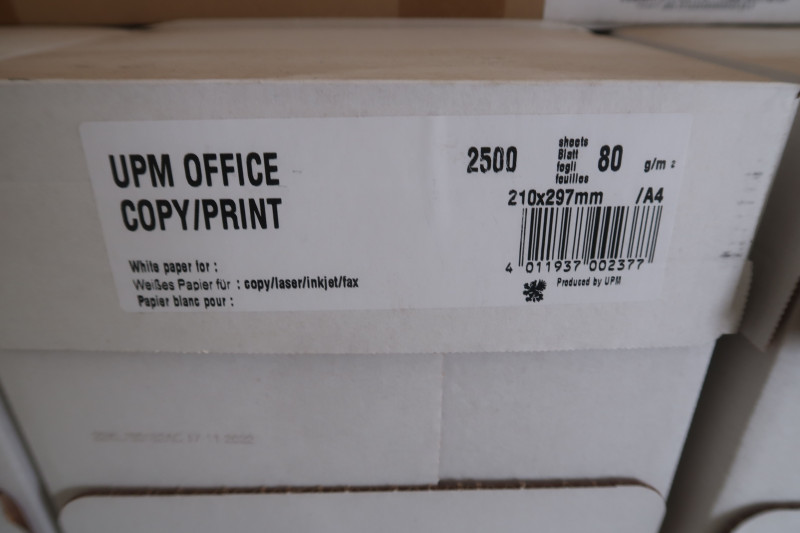 UPM OFFICE
COPY/PRINT
White paper for :
Weißes Papier für : copy/laser/inkjet/fax
Papier blanc pour :
2500 sheets Blatt fogli feuilles 80 g/m²
210x297mm /A4
4 011937 002377
Produced by UPM